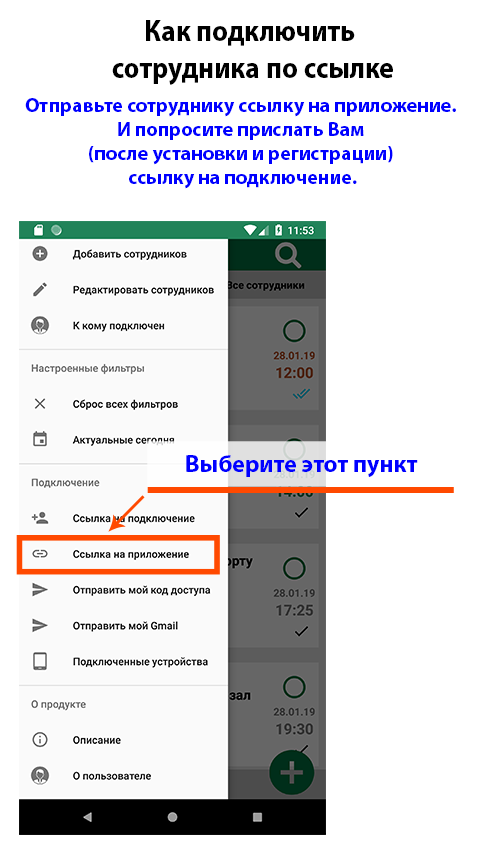 Как подключить
сотрудника по ссылке
Отправьте сотруднику ссылку на приложение.
И попросите прислать Вам
(после установки и регистрации)
ссылку на подключение.
11:53
Добавить сотрудников
Редактировать сотрудников
Все сотрудники
К кому подключен
28.01.19
12:00
Настроенные фильтры
Сброс всех фильтров
Актуальные сегодня
Выберите этот пункт
Подключение
14:00
Ссылка на подключение
Ссылка на приложение
орту
28.01.19
Отправить мой код доступа
17:25
Отправить мой Gmail
Подключенные устройства
зал
О продукте
28.01.19
19:30
Описание
О пользователе